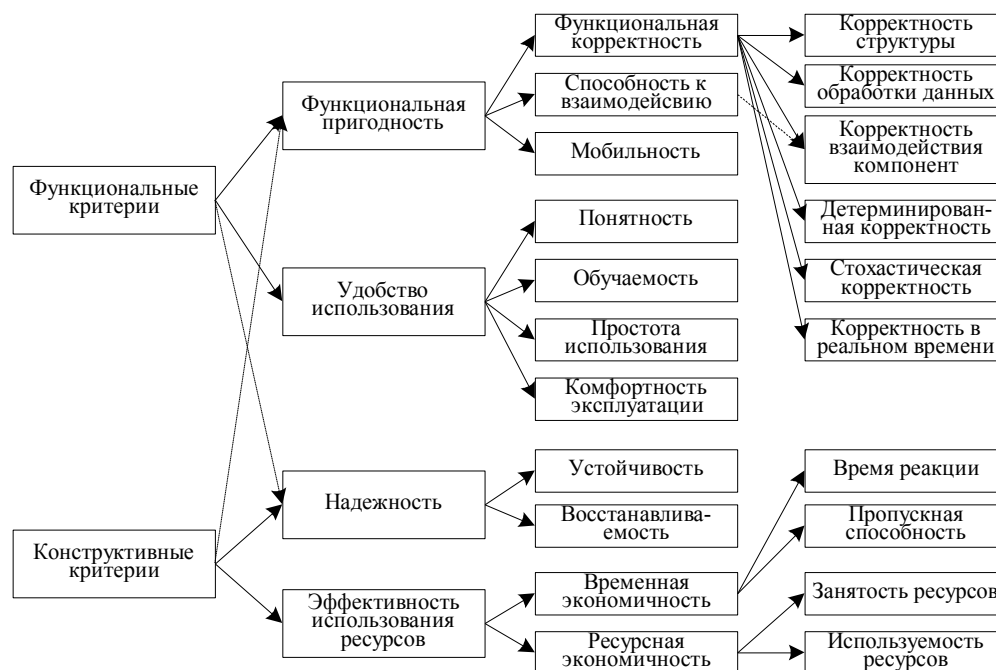 Функциональные
критерии
Конструктивные
критерии
Функциональная
пригодность
Удобство
использования
Надежность
Эффективность
использования
ресурсов
Функциональная
корректность
Способность к
взаимодейсвию
Мобильность
Понятность
Обучаемость
Простота
использования
Комфортность
эксплуатации
Устойчивость
Восстанавлива-
емость
Временная
экономичность
Ресурсная
экономичность
Корректность
структуры
Корректность
обработки данных
Корректность
взаимодействия
компонент
Детерминирован-
ная корректность
Стохастическая
корректность
Корректность в
реальном времени
Время реакции
Пропускная
способность
Занятость ресурсов
Используемость
ресурсов